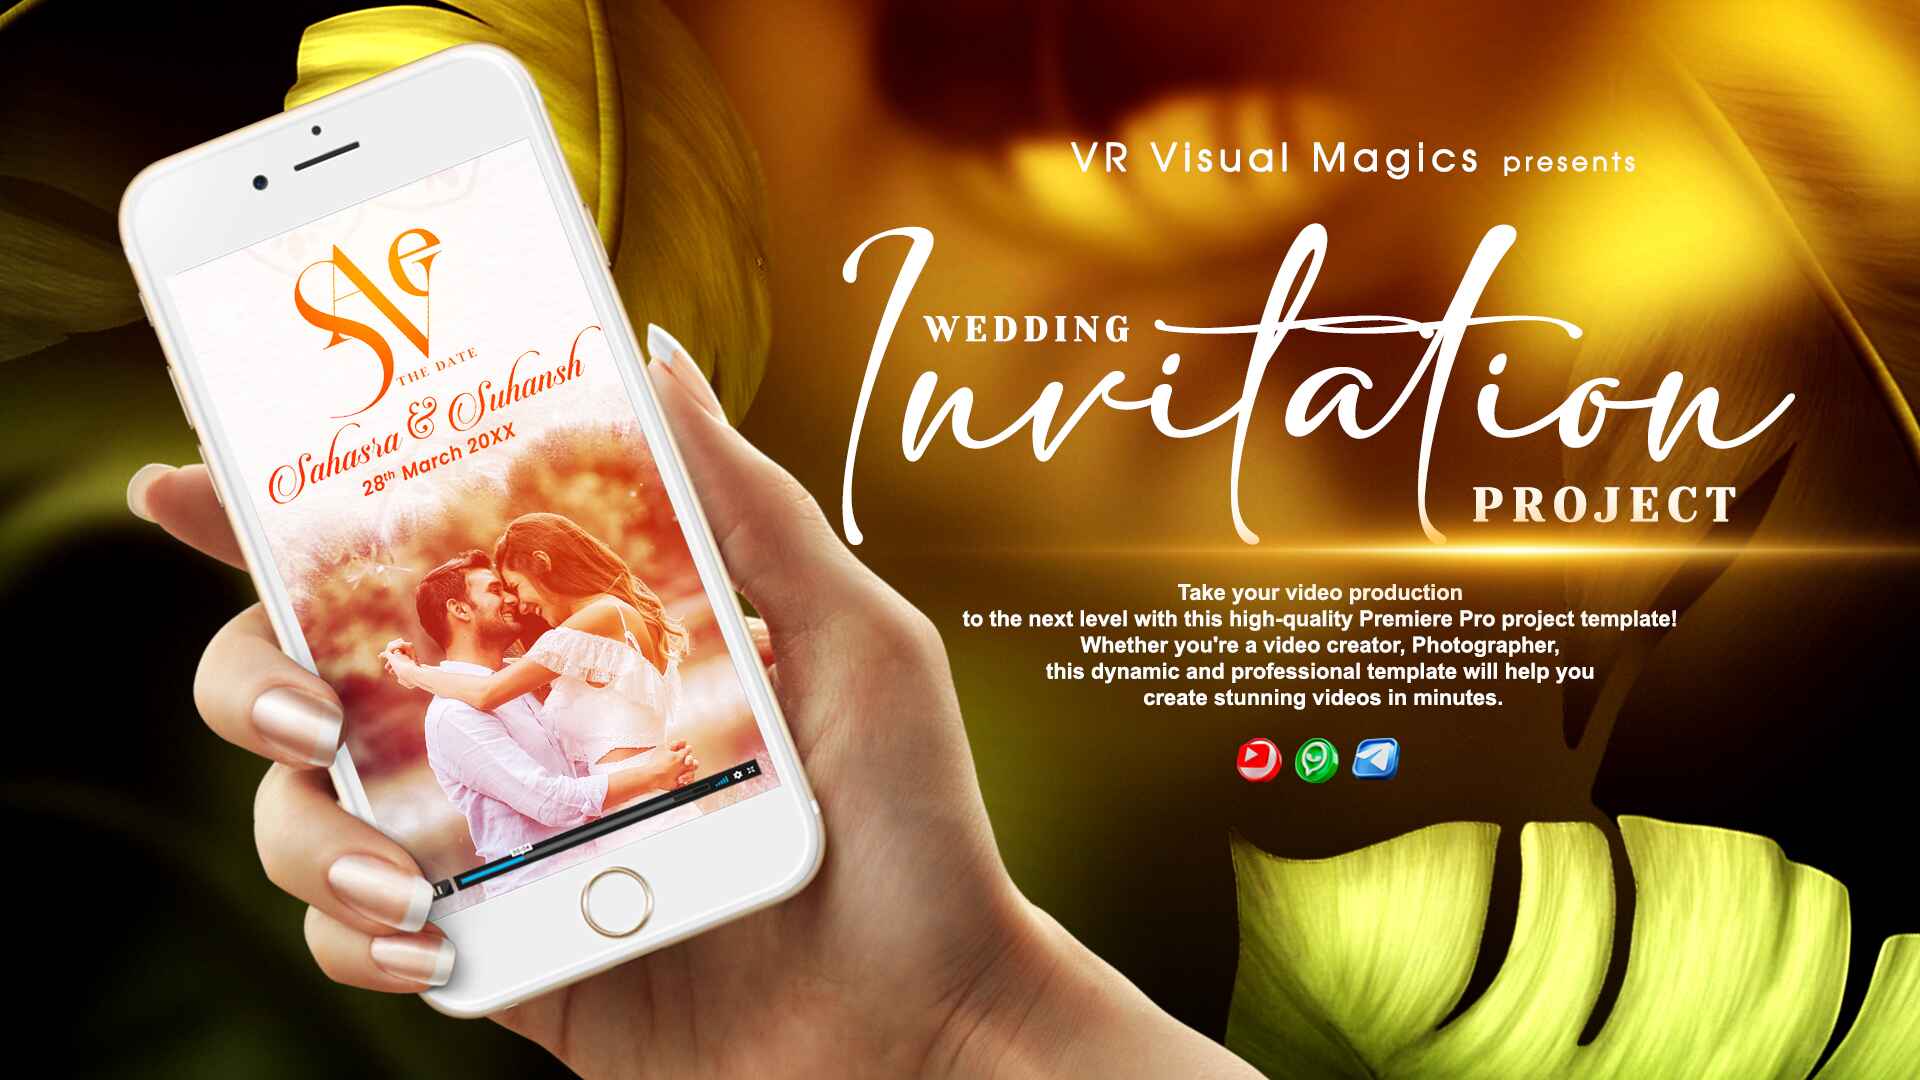 SAVE
THE DATE
Sahasra & Suhansh
28th March 20XX
00:04
VR Visual Magics presents
WEDDING
Invitation
PROJECT
Take your video production
to the next level with this high-quality Premiere Pro project template!
Whether you're a video creator, Photographer,
this dynamic and professional template will help you
create stunning videos in minutes.